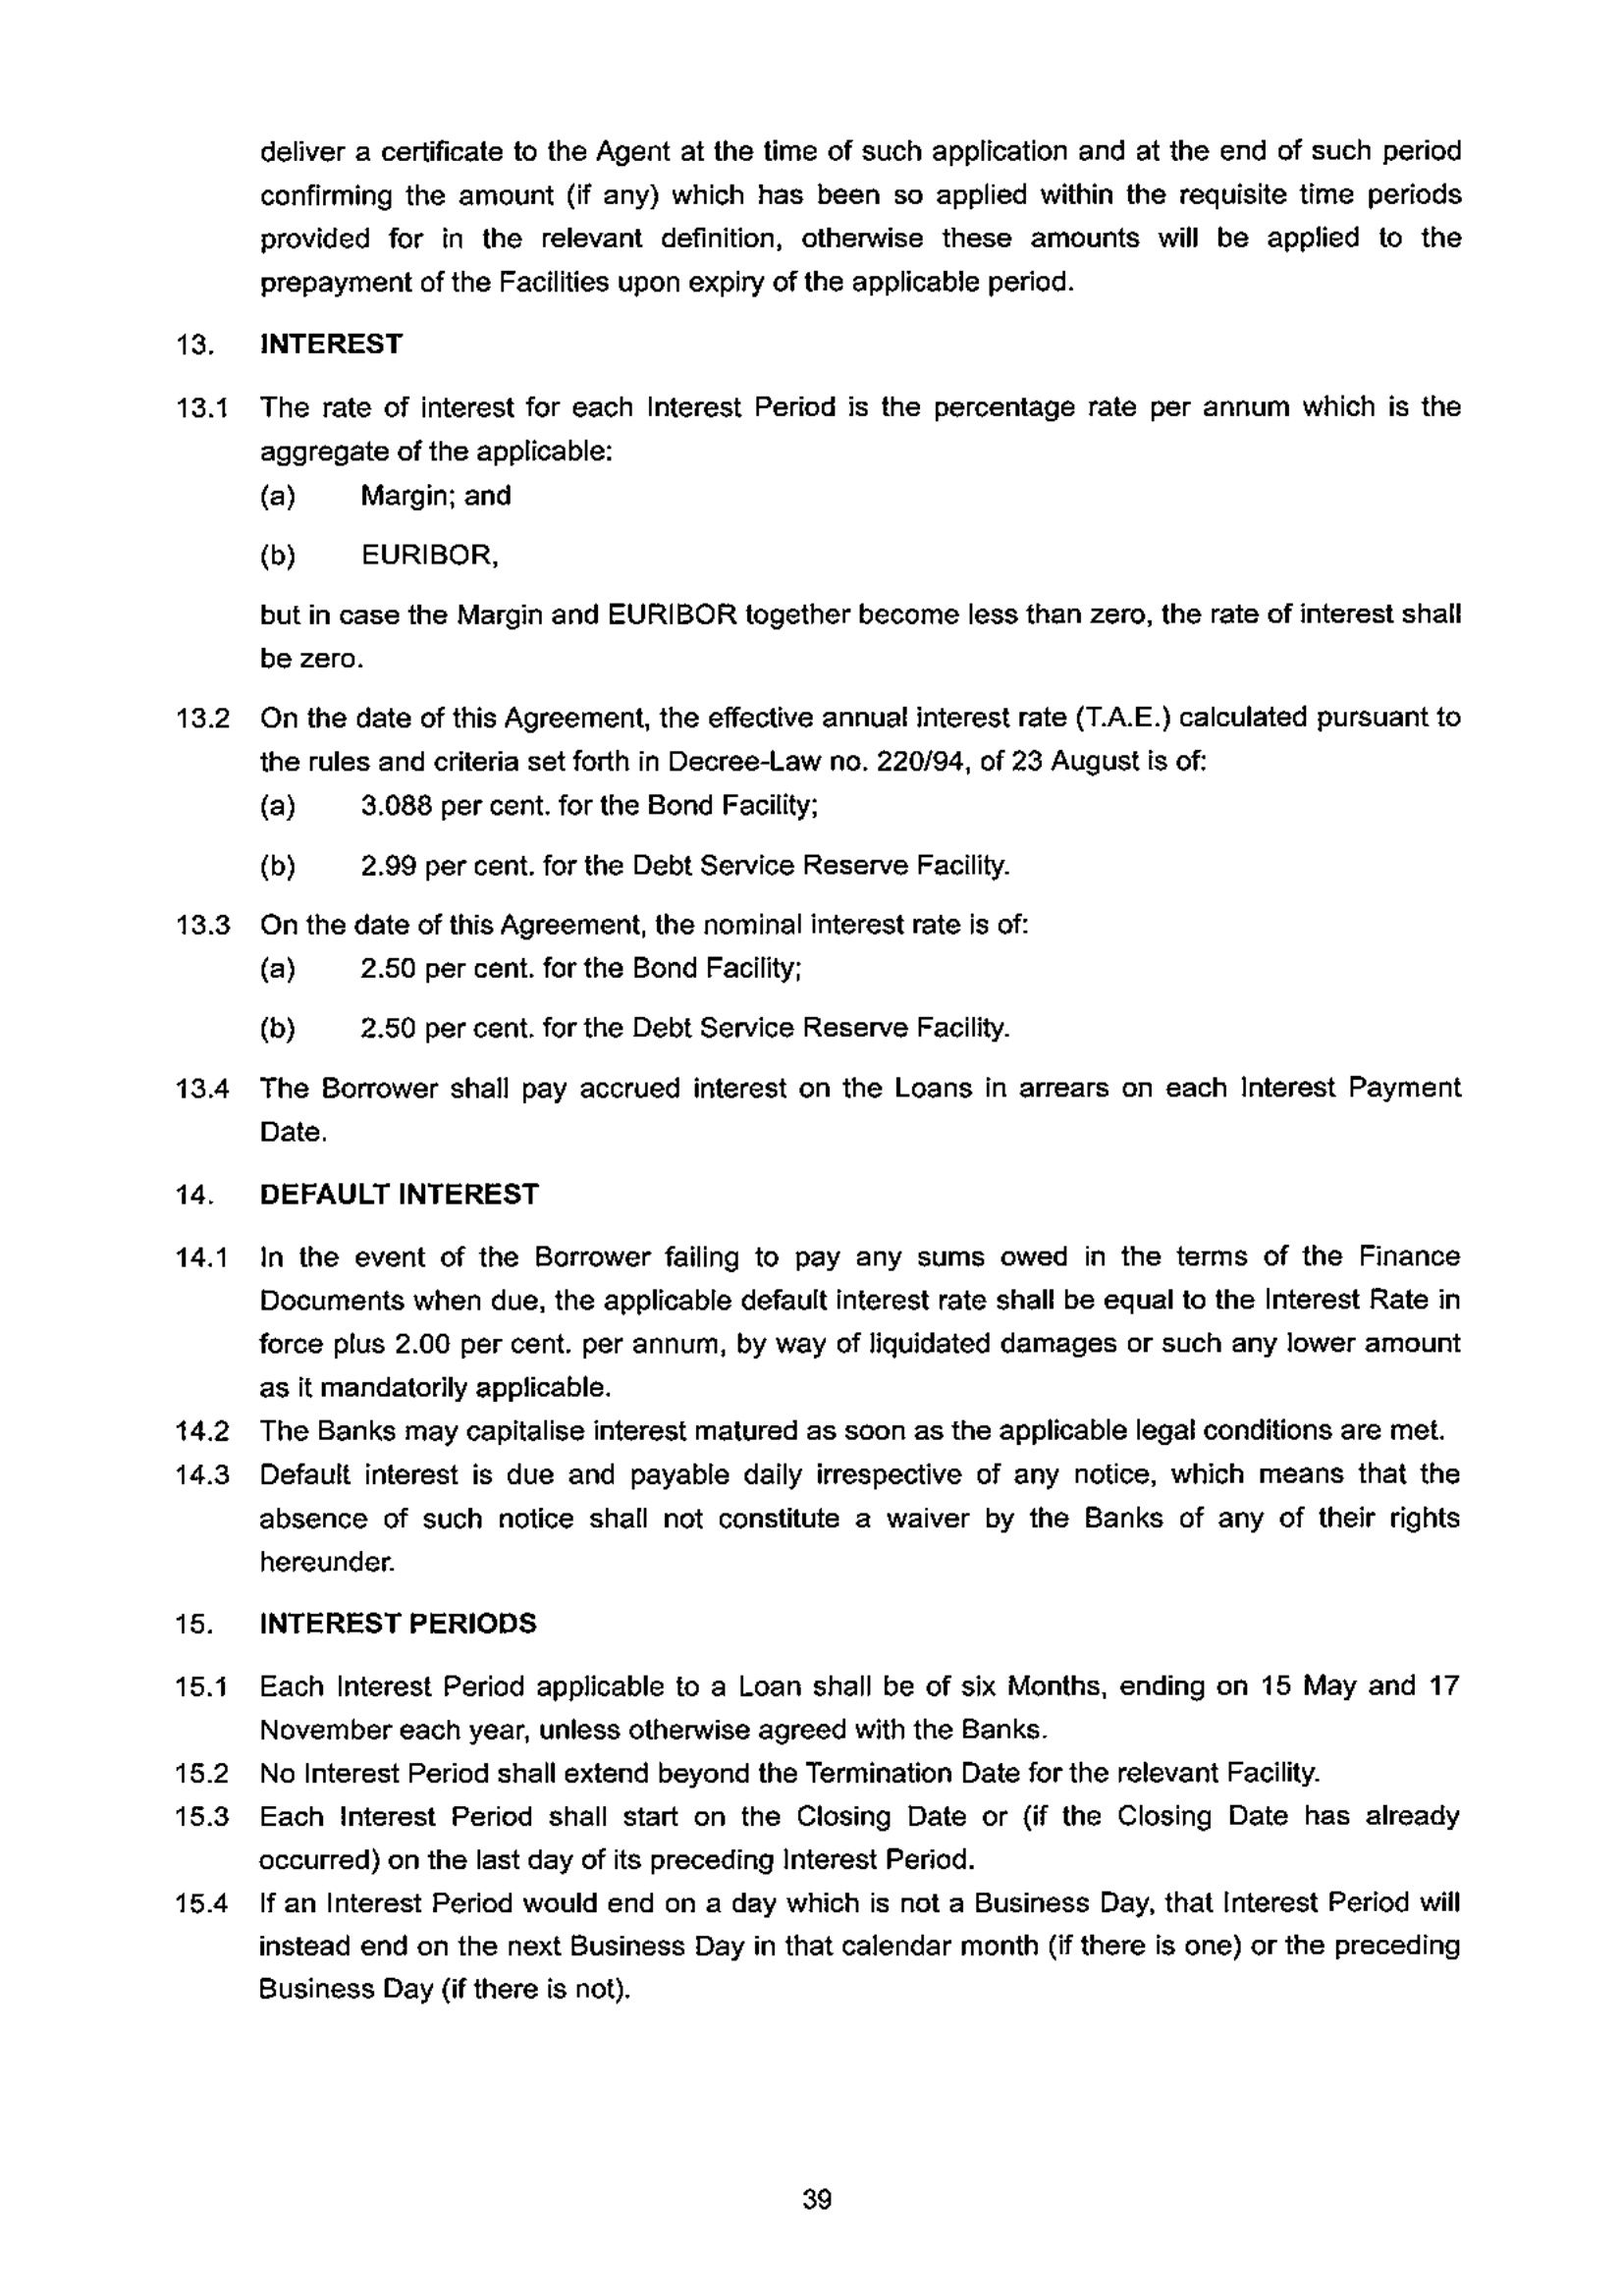 deliver a certificate to the Agent at the time of such application and at the end of such period
confirming the amount (if any) which has been so applied within the requisite time periods
provided for in the relevant definition, otherwise these amounts will be applied to the
prepayment of the Facilities upon expiry of the applicable period.
13. INTEREST
13.1 The rate of interest for each Interest Period is the percentage rate per annum which is the
aggregate of the applicable:
(a) Margin; and
(b) EURIBOR,
but in case the Margin and EURIBOR together become less than zero, the rate of interest shall
be zero.
13.2 On the date of this Agreement, the effective annual interest rate (T.A.E.) calculated pursuant to
the rules and criteria set forth in Decree-Law no. 220/94, of 23 August is of:
(a) 3.088 per cent. for the Bond Facility;
(b) 2.99 per cent. for the Debt Service Reserve Facility.
13.3 On the date of this Agreement, the nominal interest rate is of:
(a) 2.50 per cent. for the Bond Facility;
(b) 2.50 per cent. for the Debt Service Reserve Facility.
13.4 The Borrower shall pay accrued interest on the Loans in arrears on each Interest Payment
Date.
14. DEFAULT INTEREST
14.1 In the event of the Borrower failing to pay any sums owed in the terms of the Finance
Documents when due, the applicable default interest rate shall be equal to the Interest Rate in
force plus 2.00 per cent. per annum, by way of liquidated damages or such any lower amount
as it mandatorily applicable.
14.2 The Banks may capitalise interest matured as soon as the applicable legal conditions are met.
14.3 Default interest is due and payable daily irrespective of any notice, which means that the
absence of such notice shall not constitute a waiver by the Banks of any of their rights
hereunder.
15. INTEREST PERIODS
15.1 Each Interest Period applicable to a Loan shall be of six Months, ending on 15 May and 17
November each year, unless otherwise agreed with the Banks.
15.2 No Interest Period shall extend beyond the Termination Date for the relevant Facility.
15.3 Each Interest Period shall start on the Closing Date or (if the Closing Date has already
occurred) on the last day of its preceding Interest Period.
15.4 If an Interest Period would end on a day which is not a Business Day, that Interest Period will
instead end on the next Business Day in that calendar month (if there is one) or the preceding
Business Day (if there is not).
39